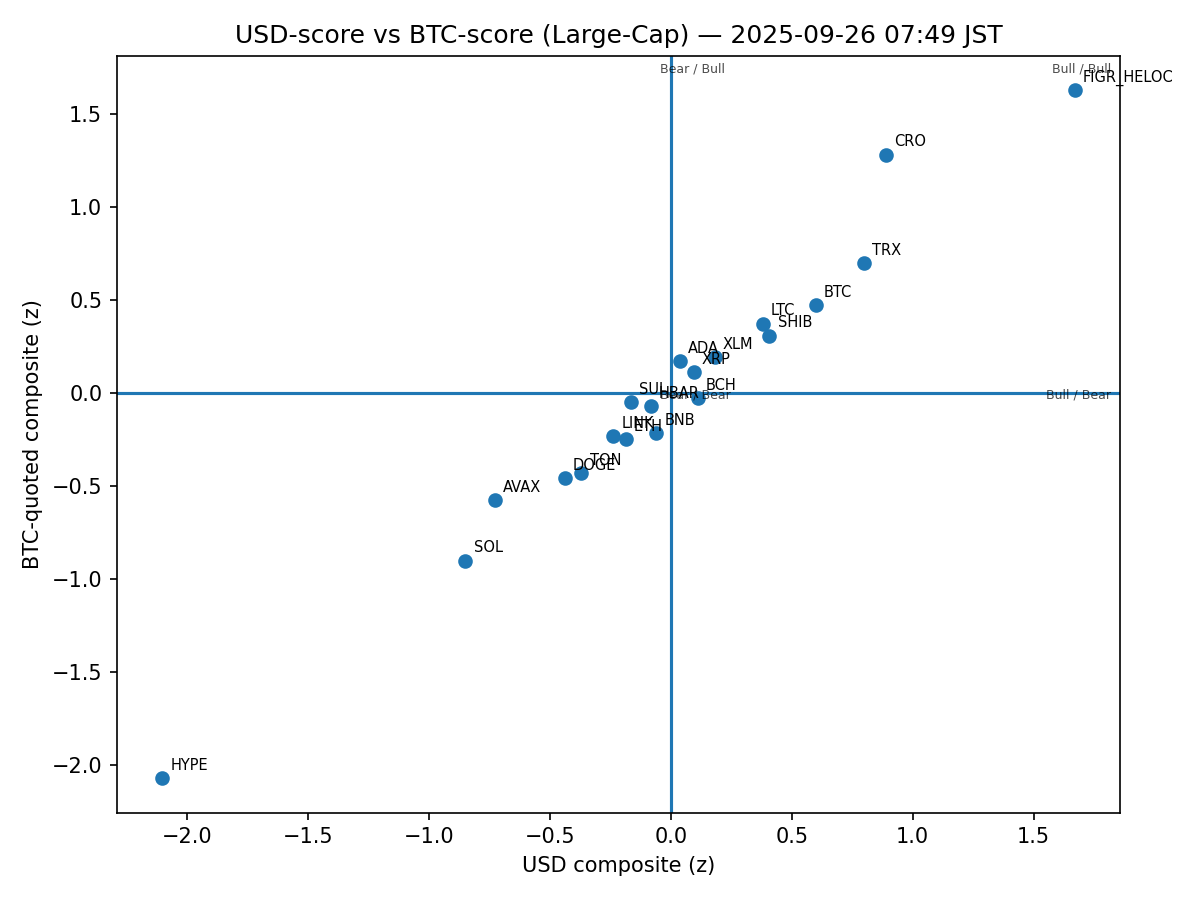 USD-score vs BTC-score (Large-Cap) — 2025-09-26 07:49 JST
Bear / Bull
Bull / Bull
FIGR_HELOC
CRO
TRX
BTC
LTC
SHIB
XLM
ADA
XRP
BCH
SUI
HBAR
Bull / Bear
BNB
LINK
ETH
TON
DOGE
AVAX
SOL
HYPE
1.5
1.0
0.5
0.0
−0.5
−1.0
−1.5
−2.0
BTC-quoted composite (z)
−2.0 −1.5 −1.0 −0.5 0.0 0.5 1.0 1.5
USD composite (z)